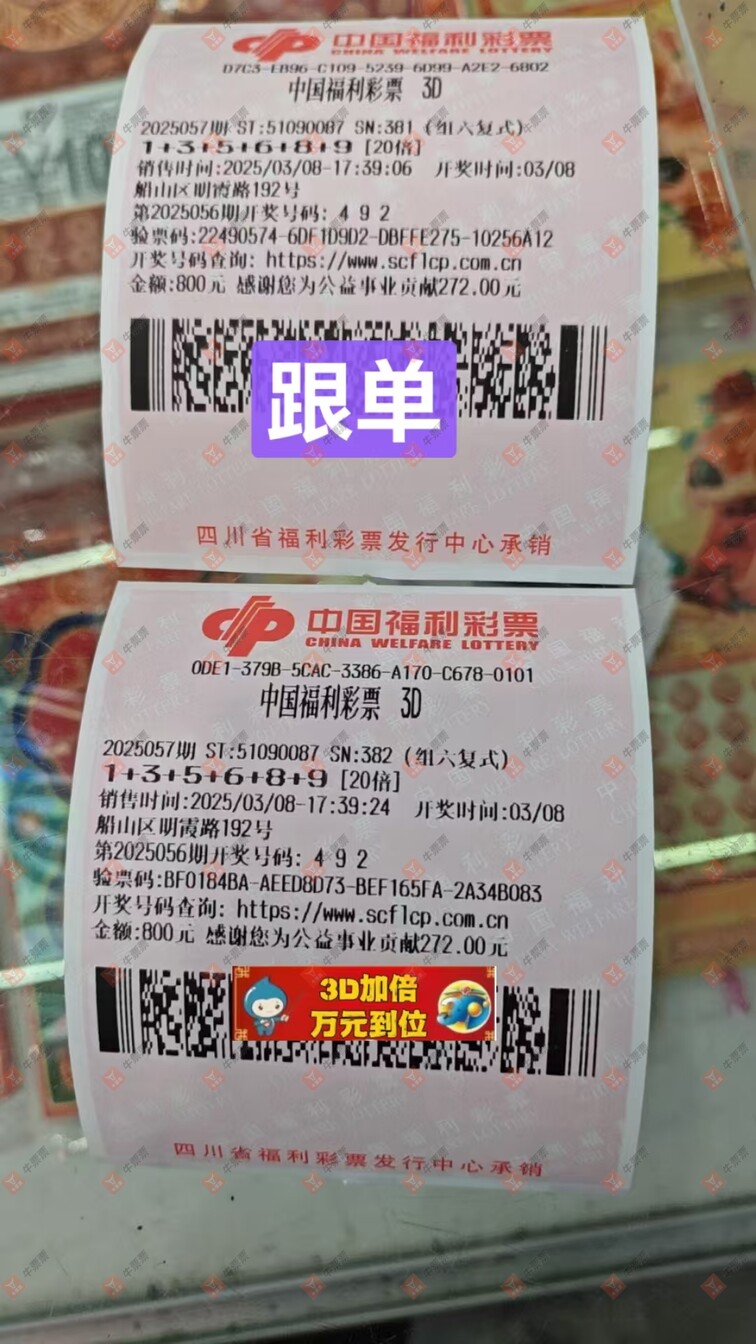 中国福利彩票
CHINA WELFARE LOTTERY
D7C3-EB96-C109-5239-6D99-A2E2-6802
中国福利彩票 3D
2025057期 ST:51090087 SN:381 (组六复式)
1+3+5+6+8+9 [20倍]
销售时间:2025/03/08-17:39:06 开奖时间:03/08
船山区明霞路192号
第2025056期开奖号码: 4 9 2
验票码:22490574-6DF1D9D2-DBFFE275-10256A12
开奖号码查询: https://www.scflcp.com.cn
金额:800元 感谢您为公益事业贡献272.00元
跟单
四川省福利彩票发行中心承销
中国福利彩票
CHINA WELFARE LOTTERY
0DE1-379B-5CAC-3386-A170-C678-0101
中国福利彩票 3D
2025057期 ST:51090087 SN:382 (组六复式)
1+3+5+6+8+9 [20倍]
销售时间:2025/03/08-17:39:24 开奖时间:03/08
船山区明霞路192号
第2025056期开奖号码: 4 9 2
验票码:BF0184BA-AEED8D73-BEF165FA-2A34B083
开奖号码查询: https://www.scflcp.com.cn
金额:800元 感谢您为公益事业贡献272.00元
3D加倍
万元到位
四川省福利彩票发行中心承销